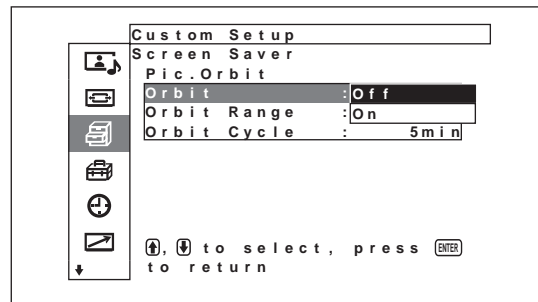 Custom Setup
Screen Saver
Pic.Orbit
Orbit : Off
On
Orbit Range :
Orbit Cycle : 5min
, to select, press ENTER
to return